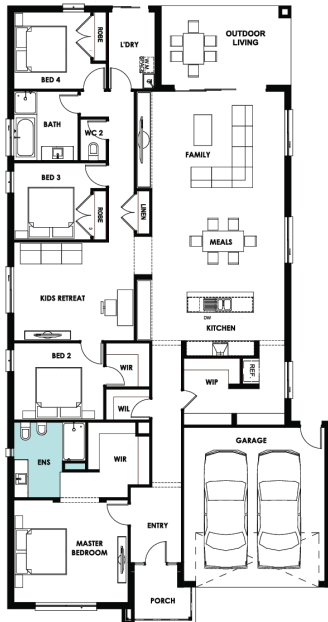 ROBE
L'DRY
OUTDOOR
LIVING
BED 4
W.M
SPACE
BATH
WC 2
FAMILY
BED 3
ROBE
LINEN
MEALS
KIDS RETREAT
DW
KITCHEN
BED 2
WIR
WIP
REF.
WIL
GARAGE
ENS
WIR
ENTRY
MASTER
BEDROOM
PORCH